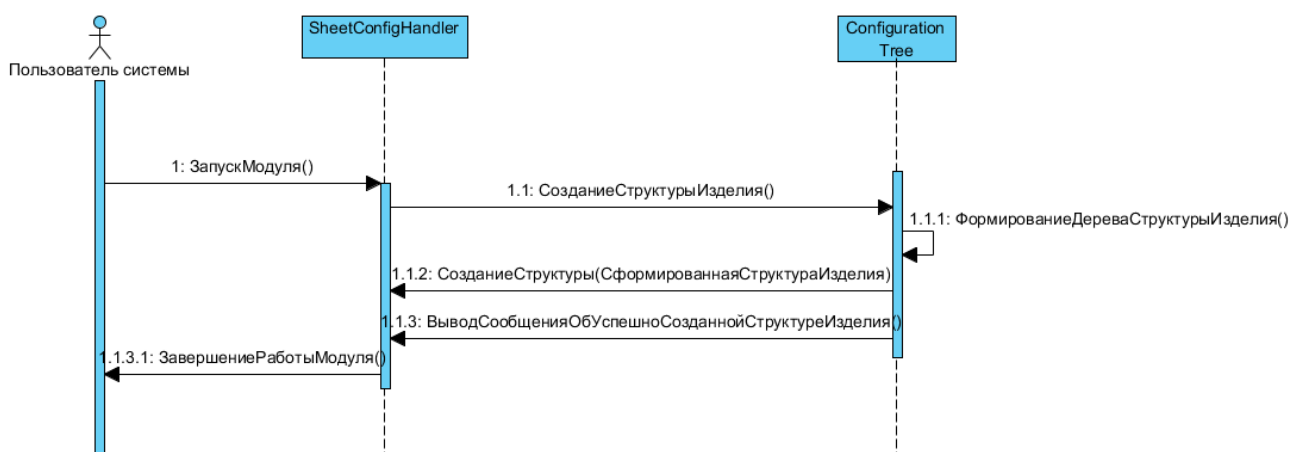 SheetConfigHandler
Configuration
Tree
Пользователь системы
1: ЗапускМодуля()
1.1: СозданиеСтруктурыИзделия()
1.1.1: ФормированиеДереваСтруктурыИзделия()
1.1.2: СозданиеСтруктуры(СформированнаяСтруктураИзделия)
1.1.3: ВыводСообщенияОбУспешноСозданнойСтруктуреИзделия()
1.1.3.1: ЗавершениеРаботыМодуля()